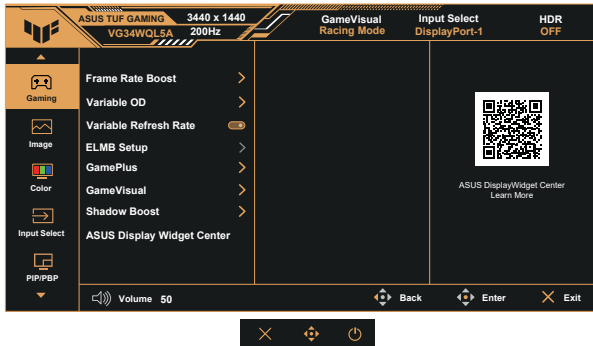 ASUS TUF GAMING 3440 x 1440
VG34WQL5A 200Hz
GameVisual Input Select HDR
Racing Mode DisplayPort-1 OFF
Gaming
Image
Color
Input Select
PIP/PBP
Frame Rate Boost
Variable OD
Variable Refresh Rate
ELMB Setup
GamePlus
GameVisual
Shadow Boost
ASUS Display Widget Center
ASUS DisplayWidget Center
Learn More
Volume 50
Back Enter Exit